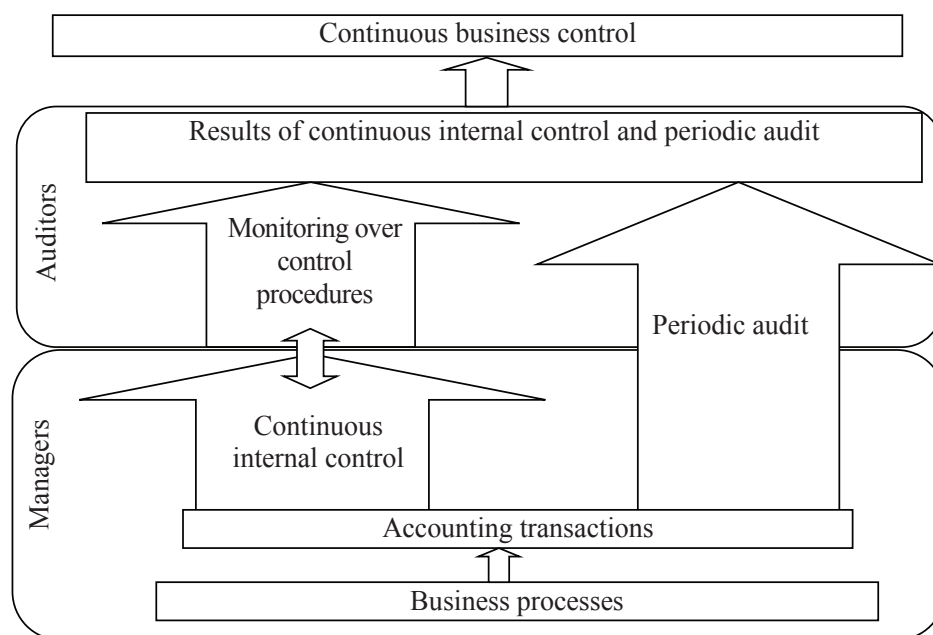 Continuous business control
Results of continuous internal control and periodic audit
Auditors
Monitoring over
control
procedures
Periodic audit
Managers
Continuous
internal control
Accounting transactions
Business processes